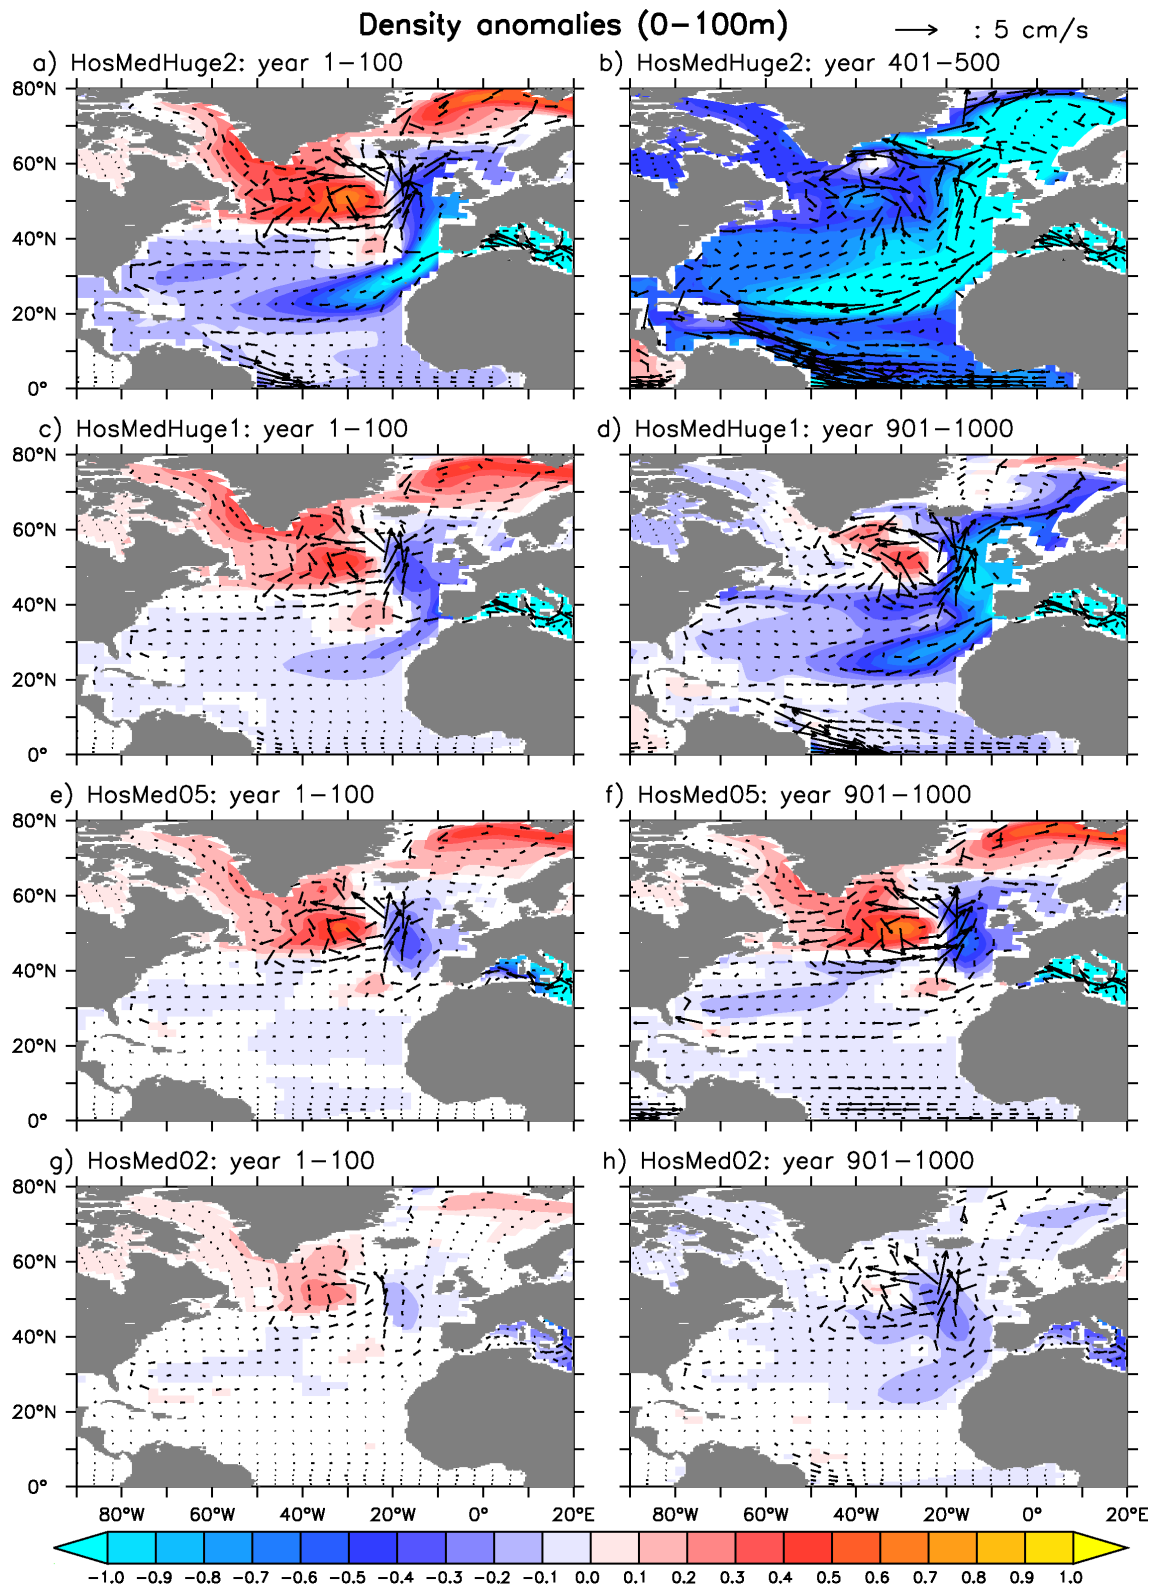 Density anomalies (0-100m)
: 5 cm/s
a) HosMedHuge2: year 1-100
b) HosMedHuge2: year 401-500
80°N
60°N
40°N
20°N
0°
c) HosMedHuge1: year 1-100
d) HosMedHuge1: year 901-1000
80°N
60°N
40°N
20°N
0°
e) HosMed05: year 1-100
f) HosMed05: year 901-1000
80°N
60°N
40°N
20°N
0°
g) HosMed02: year 1-100
h) HosMed02: year 901-1000
80°N
60°N
40°N
20°N
0°
80°W 60°W 40°W 20°W 0° 20°E 80°W 60°W 40°W 20°W 0° 20°E
-1.0 -0.9 -0.8 -0.7 -0.6 -0.5 -0.4 -0.3 -0.2 -0.1 0.0 0.1 0.2 0.3 0.4 0.5 0.6 0.7 0.8 0.9 1.0